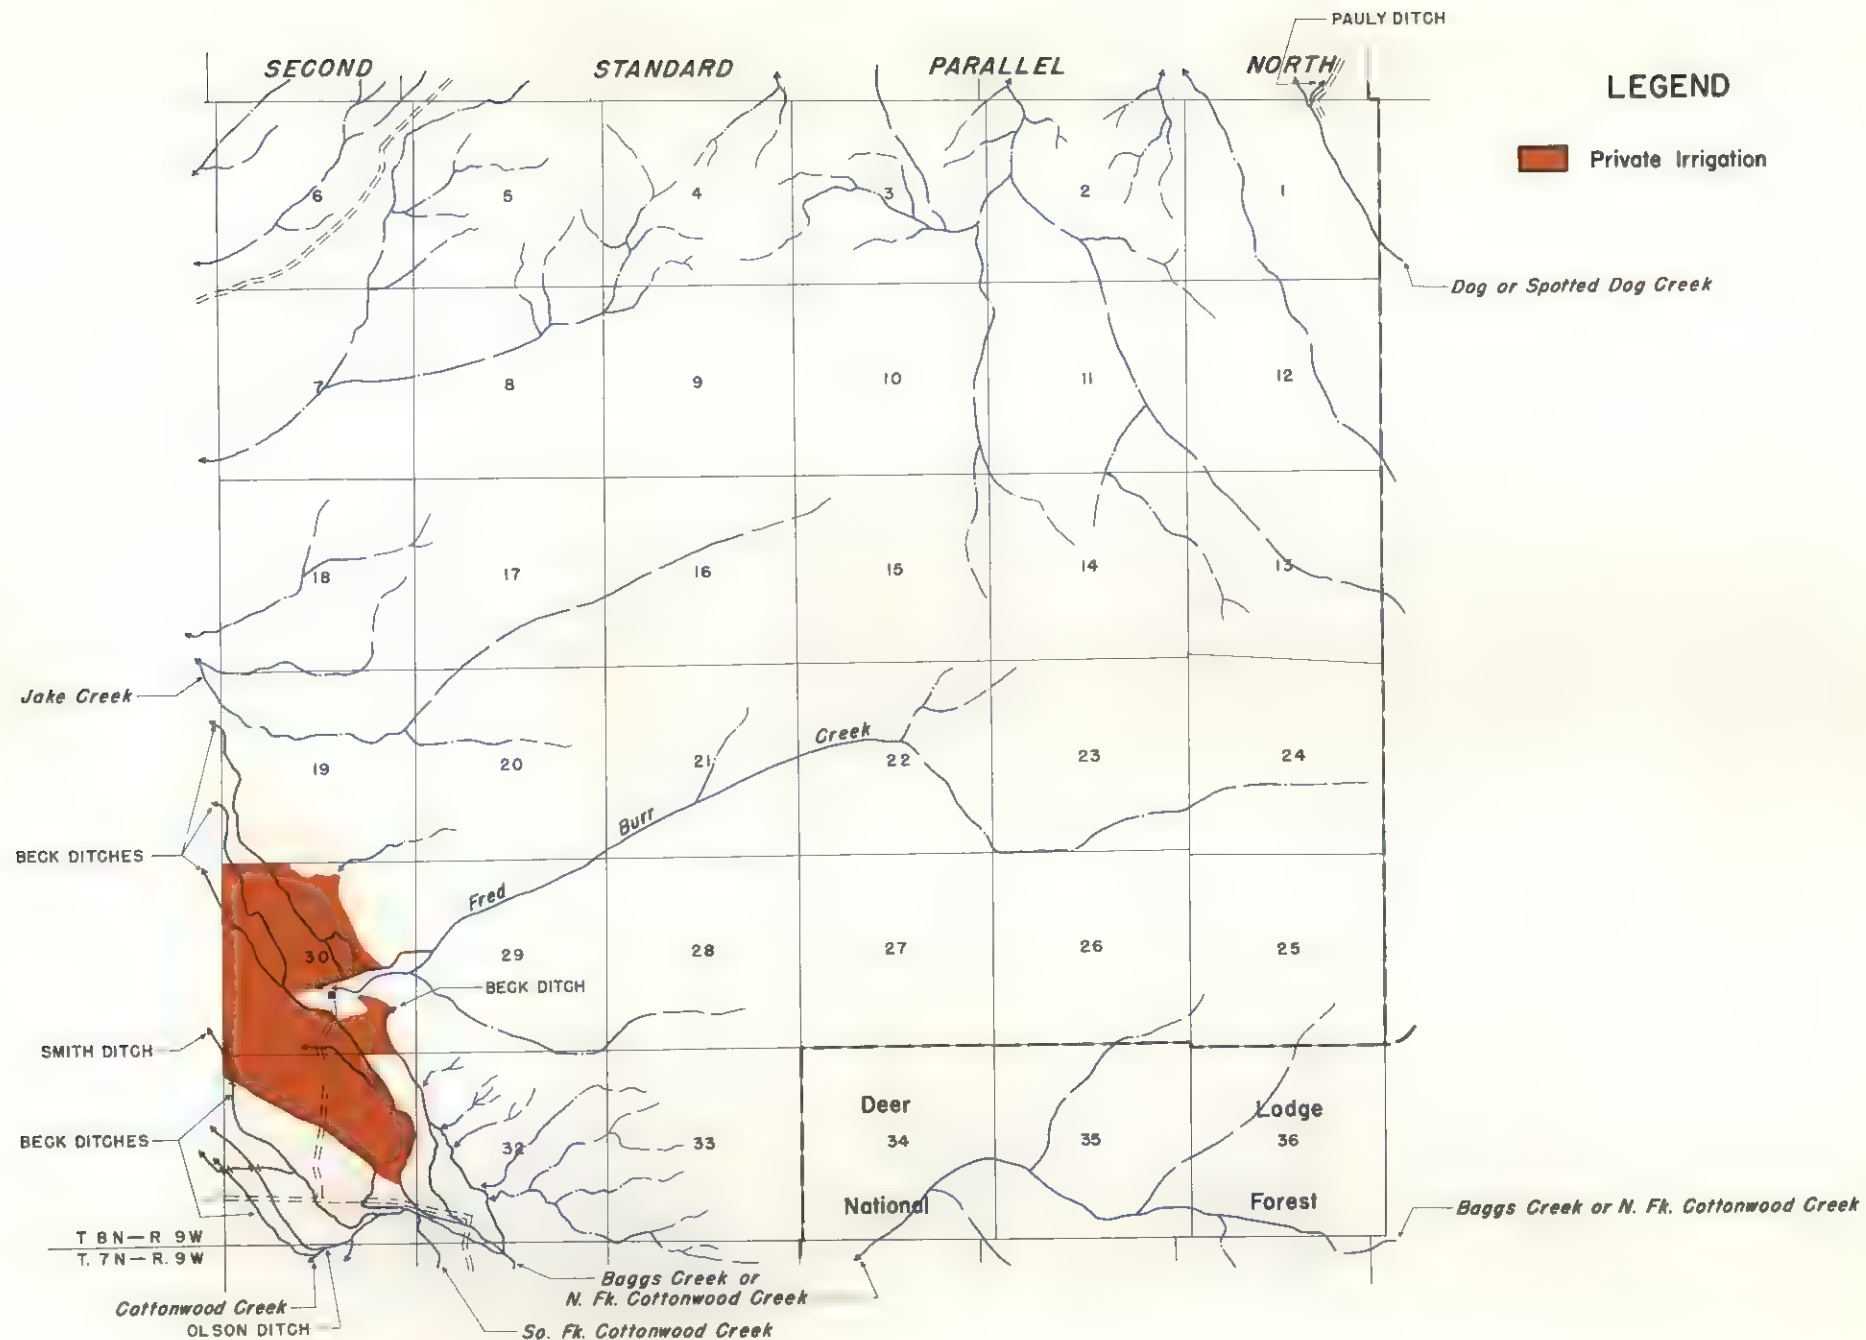 PAULY DITCH
SECOND STANDARD PARALLEL NORTH
LEGEND
Private Irrigation
6 5 4 3 2 1
Dog or Spotted Dog Creek
7 8 9 10 11 12
18 17 16 15 14 13
Jake Creek
Creek
19 20 21 22 23 24
Burr
BECK DITCHES
Fred
30 29 28 27 26 25
BECK DITCH
SMITH DITCH
Deer Lodge
BECK DITCHES
32 33 34 35 36
National Forest
Baggs Creek or N. Fk. Cottonwood Creek
T 8N—R 9W
T. 7N—R. 9W
Baggs Creek or
N. Fk. Cottonwood Creek
Cottonwood Creek
OLSON DITCH
So. Fk. Cottonwood Creek